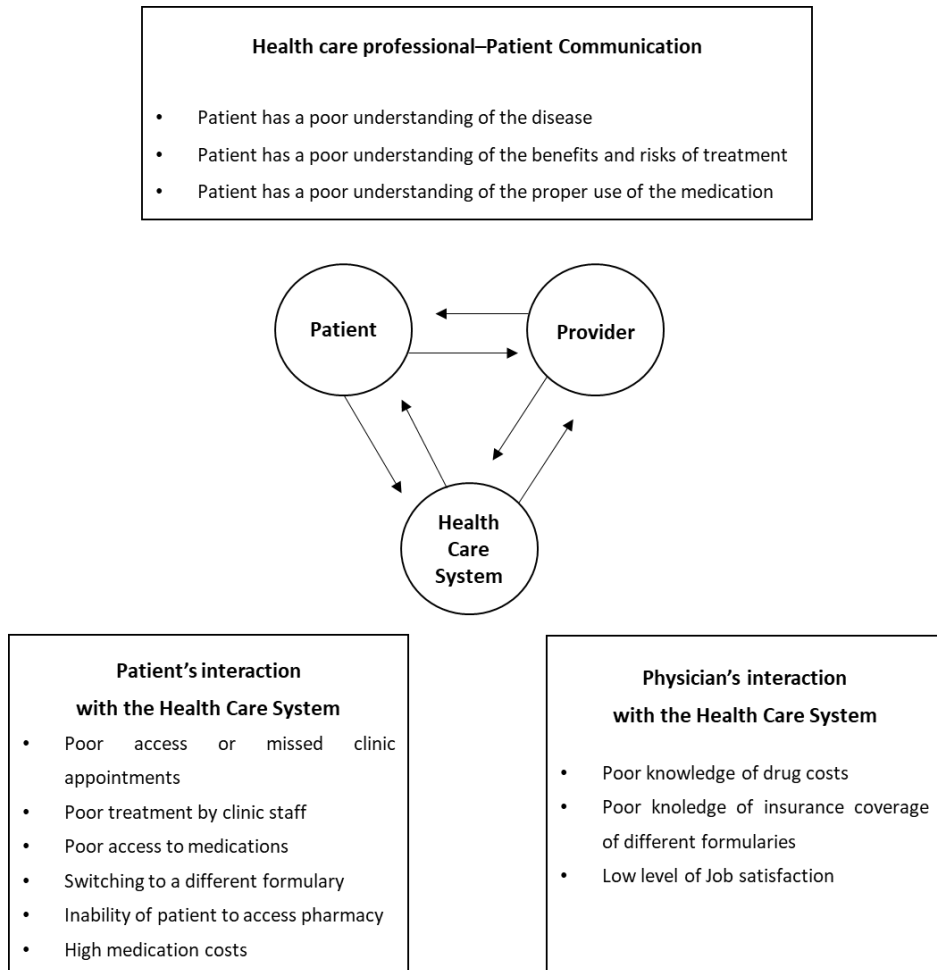 Health care professional–Patient Communication
• Patient has a poor understanding of the disease
• Patient has a poor understanding of the benefits and risks of treatment
• Patient has a poor understanding of the proper use of the medication
Patient
Provider
Health
Care
System
Patient’s interaction
with the Health Care System
• Poor access or missed clinic
appointments
• Poor treatment by clinic staff
• Poor access to medications
• Switching to a different formulary
• Inability of patient to access pharmacy
• High medication costs
Physician’s interaction
with the Health Care System
• Poor knowledge of drug costs
• Poor knoledge of insurance coverage
of different formularies
• Low level of Job satisfaction